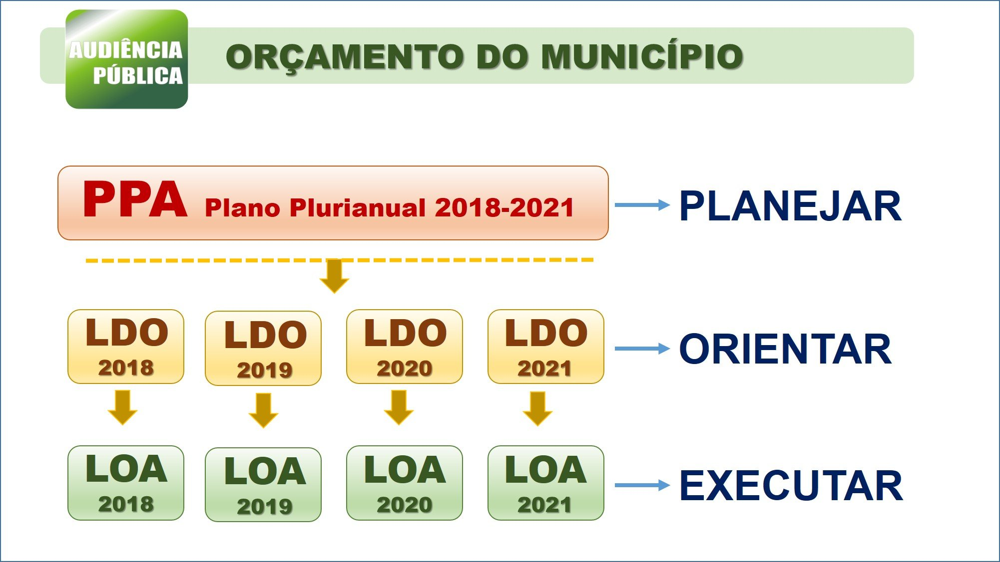 AUDIÊNCIA
PÚBLICA
ORÇAMENTO DO MUNICÍPIO
PPA Plano Plurianual 2018-2021
PLANEJAR
LDO LDO LDO LDO
2018 2019 2020 2021
ORIENTAR
LOA LOA LOA LOA
2018 2019 2020 2021
EXECUTAR